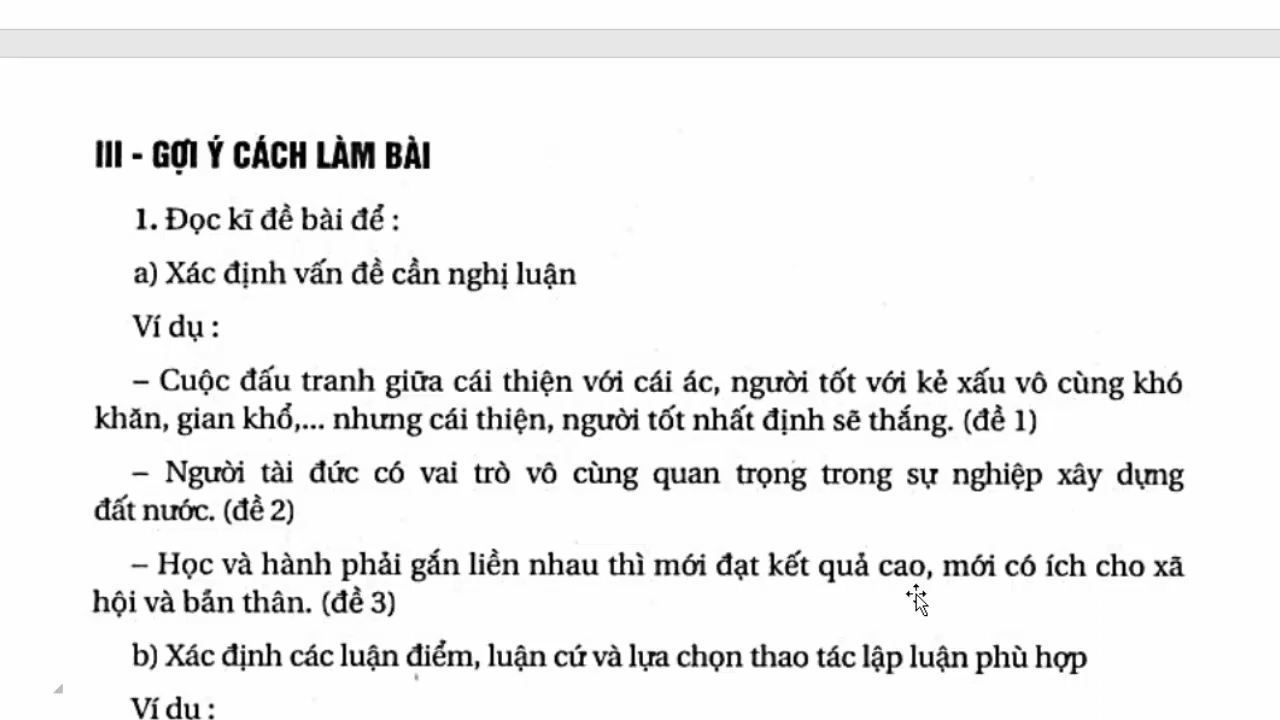 III - GỢI Ý CÁCH LÀM BÀI
1. Đọc kĩ đề bài để :
a) Xác định vấn đề cần nghị luận
Ví dụ :
– Cuộc đấu tranh giữa cái thiện với cái ác, người tốt với kẻ xấu vô cùng khó
khăn, gian khổ,... nhưng cái thiện, người tốt nhất định sẽ thắng. (đề 1)
– Người tài đức có vai trò vô cùng quan trọng trong sự nghiệp xây dựng
đất nước. (đề 2)
– Học và hành phải gắn liền nhau thì mới đạt kết quả cao, mới có ích cho xã
hội và bản thân. (đề 3)
b) Xác định các luận điểm, luận cứ và lựa chọn thao tác lập luận phù hợp
Ví dụ :